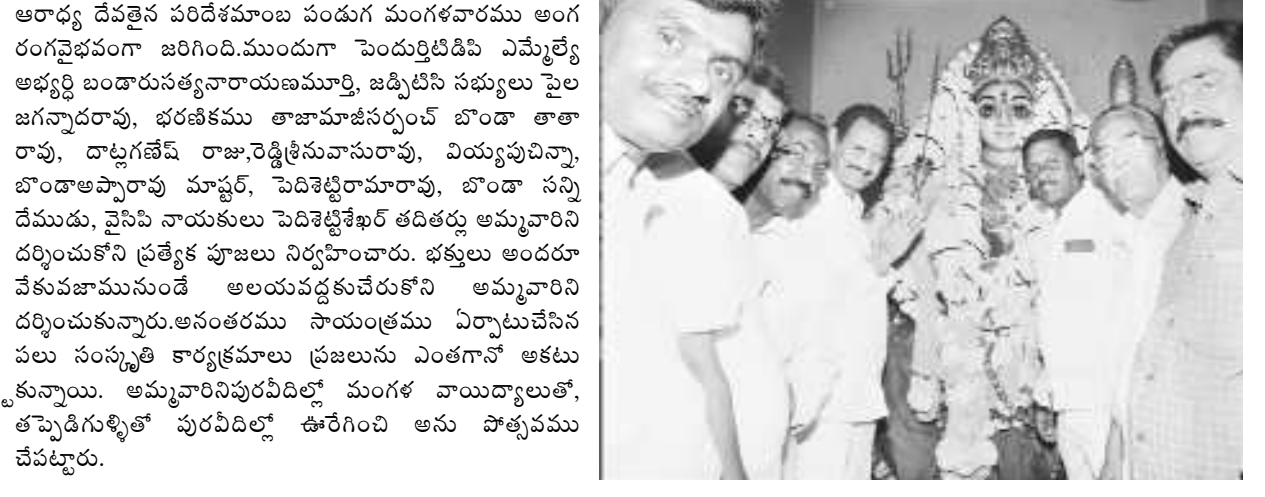 ఆరాధ్య దేవతైన పరిదేశమాంబ పండుగ మంగళవారము అంగ
రంగవైభవంగా జరిగింది.ముందుగా పెందుర్తిటిడిపి ఎమ్మేల్యే
అభ్యర్ధి బండారుసత్యనారాయణమూర్తి, జడ్పిటిసి సభ్యులు పైల
జగన్నాదరావు, భరణికము తాజామాజీసర్పంచ్ బొండా తాతా
రావు, దాట్లగణేష్ రాజు,రెడ్డిశ్రీనువాసురావు, వియ్యపుచిన్నా,
బొండాఅప్పారావు మాష్టర్, పెదిశెట్టిరామారావు, బొండా సన్ని
దేముడు, వైసిపి నాయకులు పెదిశెట్టిశేఖర్ తదితర్లు అమ్మవారిని
దర్శించుకోని ప్రత్యేక పూజలు నిర్వహించారు. భక్తులు అందరూ
వేకువజామునుండే అలయవద్దకుచేరుకోని అమ్మవారిని
దర్శించుకున్నారు.అనంతరము సాయంత్రము ఏర్పాటుచేసిన
పలు సంస్కృతి కార్యక్రమాలు ప్రజలును ఎంతగానో అకటు
్టకున్నాయి. అమ్మవారినిపురవీదిల్లో మంగళ వాయిద్యాలుతో,
తప్పెడిగుళ్ళితో పురవీదిల్లో ఊరేగించి అను పోత్సవము
చేపట్టారు.